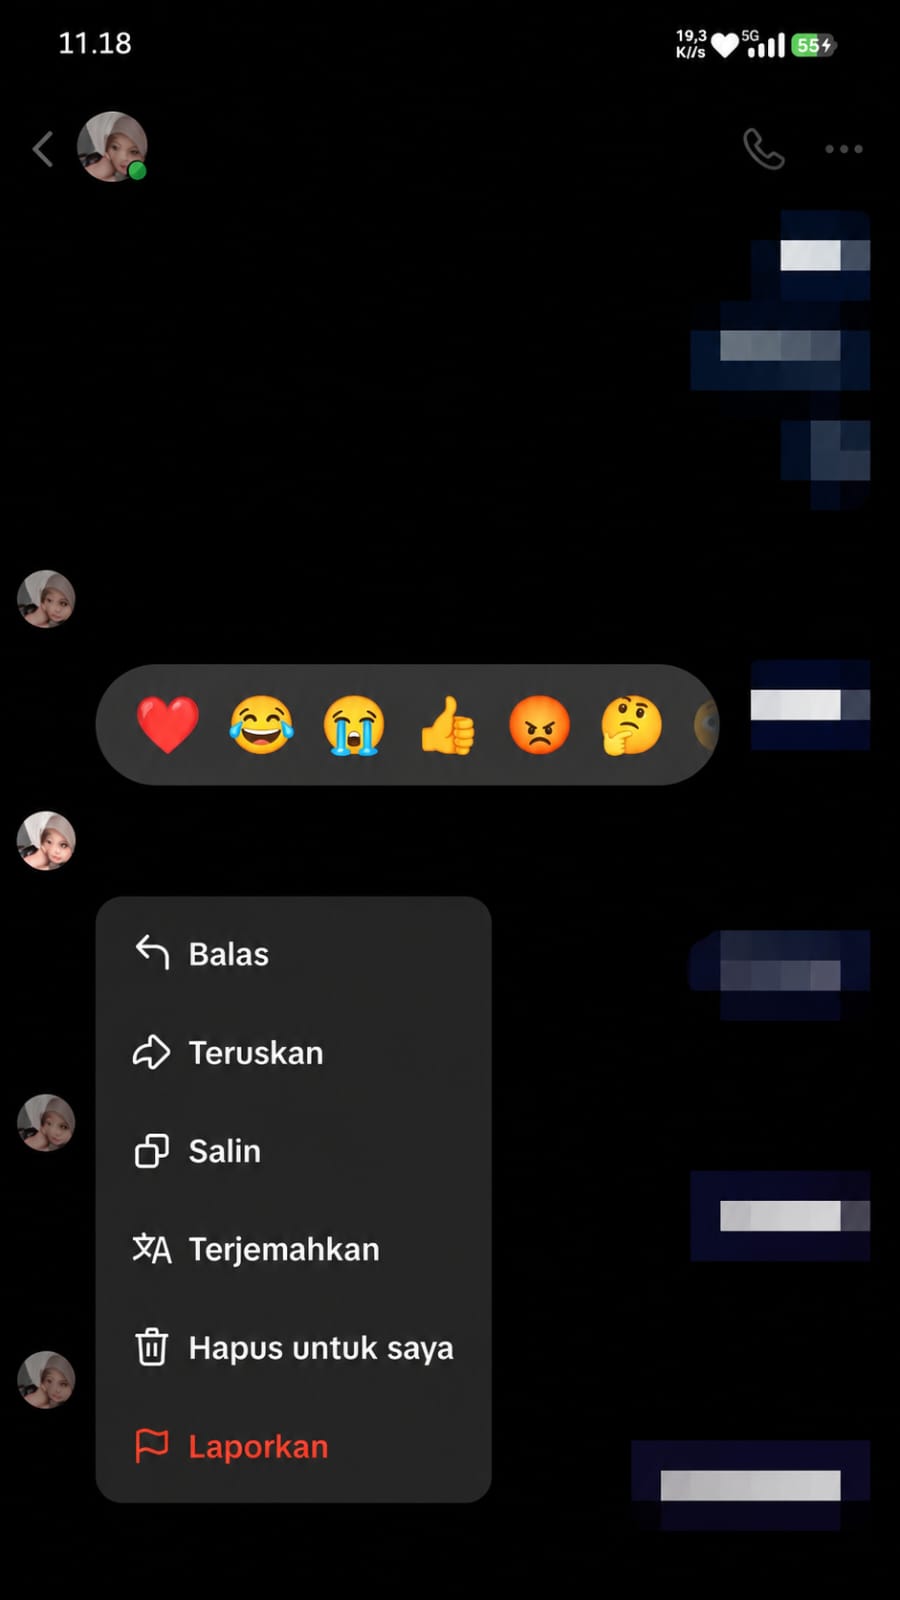 11.18
19,3
K//s
5G
55
Balas
Teruskan
Salin
Terjemahkan
Hapus untuk saya
Laporkan